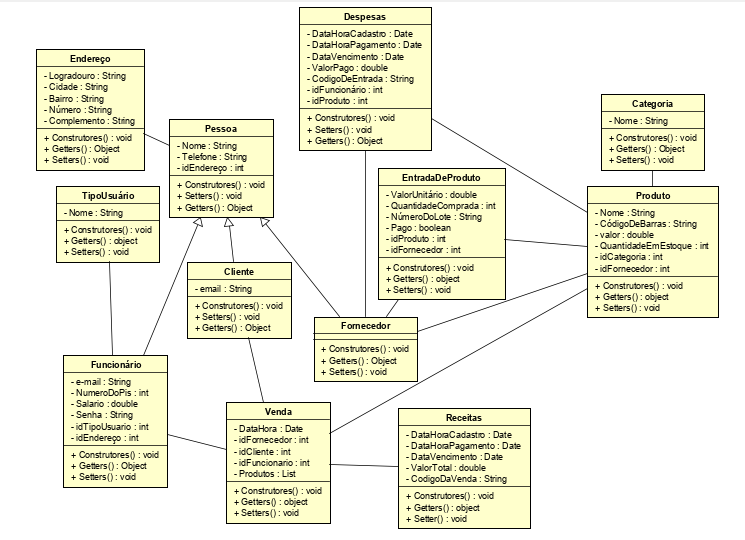 Despesas
- DataHoraCadastro : Date
- DataHoraPagamento : Date
- DataVencimento : Date
- ValorPago : double
- CodigoDeEntrada : String
- idFuncionário : int
- idProduto : int
+ Construtores() : void
+ Setters() : void
+ Getters() : Object
Endereço
- Logradouro : String
- Cidade : String
- Bairro : String
- Número : String
- Complemento : String
+ Construtores() : void
+ Getters() : Object
+ Setters() : void
Categoria
- Nome : String
+ Construtores() : void
+ Getters() : Object
+ Setters() : void
Pessoa
- Nome : String
- Telefone : String
- idEndereço : int
+ Construtores() : void
+ Setters() : void
+ Getters() : Object
EntradaDeProduto
- ValorUnitário : double
- QuantidadeComprada : int
- NúmeroDoLote : String
- Pago : boolean
- idProduto : int
- idFornecedor : int
+ Construtores() : void
+ Getters() : object
+ Setters() : void
TipoUsuário
- Nome : String
+ Construtores() : void
+ Getters() : object
+ Setters() : void
Produto
- Nome : String
- CódigoDeBarras : String
- valor : double
- QuantidadeEmEstoque : int
- idCategoria : int
- idFornecedor : int
+ Construtores() : void
+ Getters() : object
+ Setters() : void
Cliente
- email : String
+ Construtores() : void
+ Setters() : void
+ Getters() : Object
Fornecedor
+ Construtores() : void
+ Getters() : Object
+ Setters() : void
Funcionário
- e-mail : String
- NumeroDoPis : int
- Salario : double
- Senha : String
- idTipoUsuario : int
- idEndereço : int
+ Construtores() : void
+ Getters() : Object
+ Setters() : void
Venda
- DataHora : Date
- idFornecedor : int
- idCliente : int
- idFuncionario : int
- Produtos : List
+ Construtores() : void
+ Getters() : object
+ Setters() : void
Receitas
- DataHoraCadastro : Date
- DataHoraPagamento : Date
- DataVencimento : Date
- ValorTotal : double
- CodigoDaVenda : String
+ Construtores() : void
+ Getters() : object
+ Setter() : void